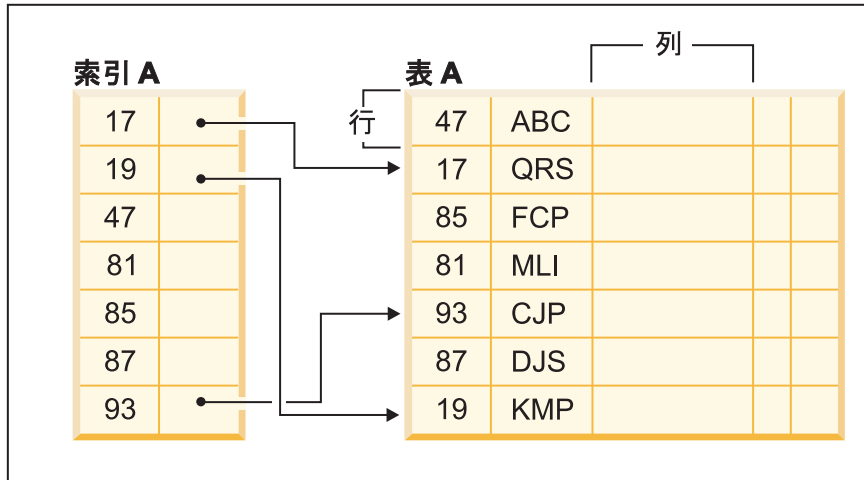 列
索引 A
表 A
行
17
19
47
81
85
87
93
47 ABC
17 QRS
85 FCP
81 MLI
93 CJP
87 DJS
19 KMP